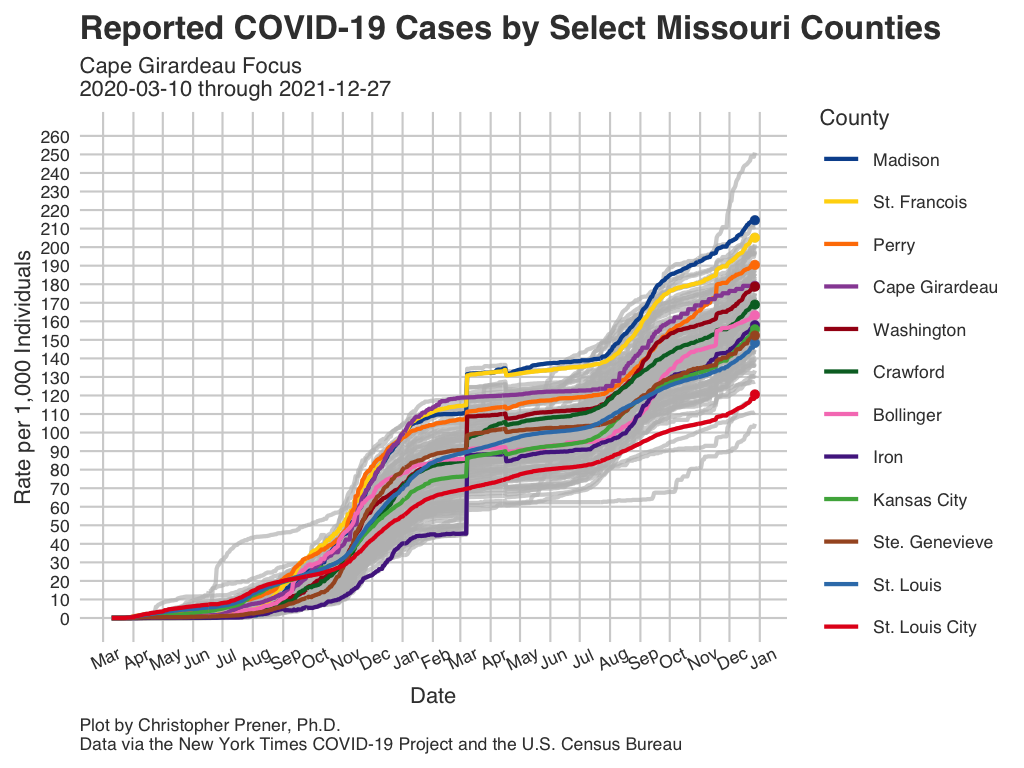 Reported COVID-19 Cases by Select Missouri Counties
Cape Girardeau Focus
2020-03-10 through 2021-12-27
County
Madison
St. Francois
Perry
Cape Girardeau
Washington
Crawford
Bollinger
Iron
Kansas City
Ste. Genevieve
St. Louis
St. Louis City
Rate per 1,000 Individuals
260
250
240
230
220
210
200
190
180
170
160
150
140
130
120
110
100
90
80
70
60
50
40
30
20
10
0
Mar Apr May Jun Jul Aug Sep Oct Nov Dec Jan Feb Mar Apr May Jun Jul Aug Sep Oct Nov Dec Jan
Date
Plot by Christopher Prener, Ph.D.
Data via the New York Times COVID-19 Project and the U.S. Census Bureau